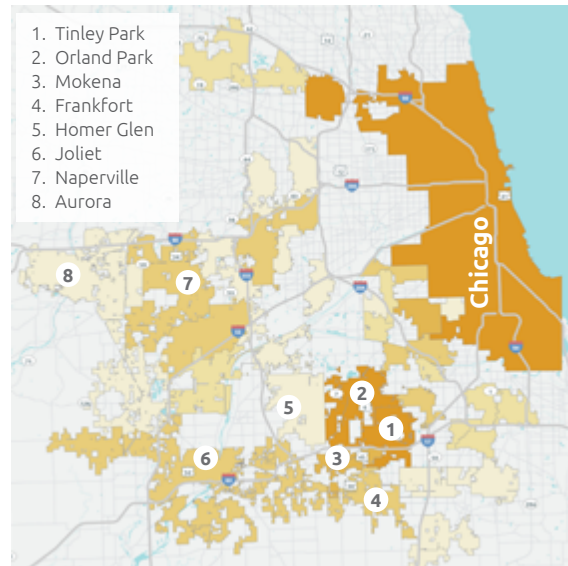 1. Tinley Park
2. Orland Park
3. Mokena
4. Frankfort
5. Homer Glen
6. Joliet
7. Naperville
8. Aurora
Chicago
8
7
5
2
1
6
3
4